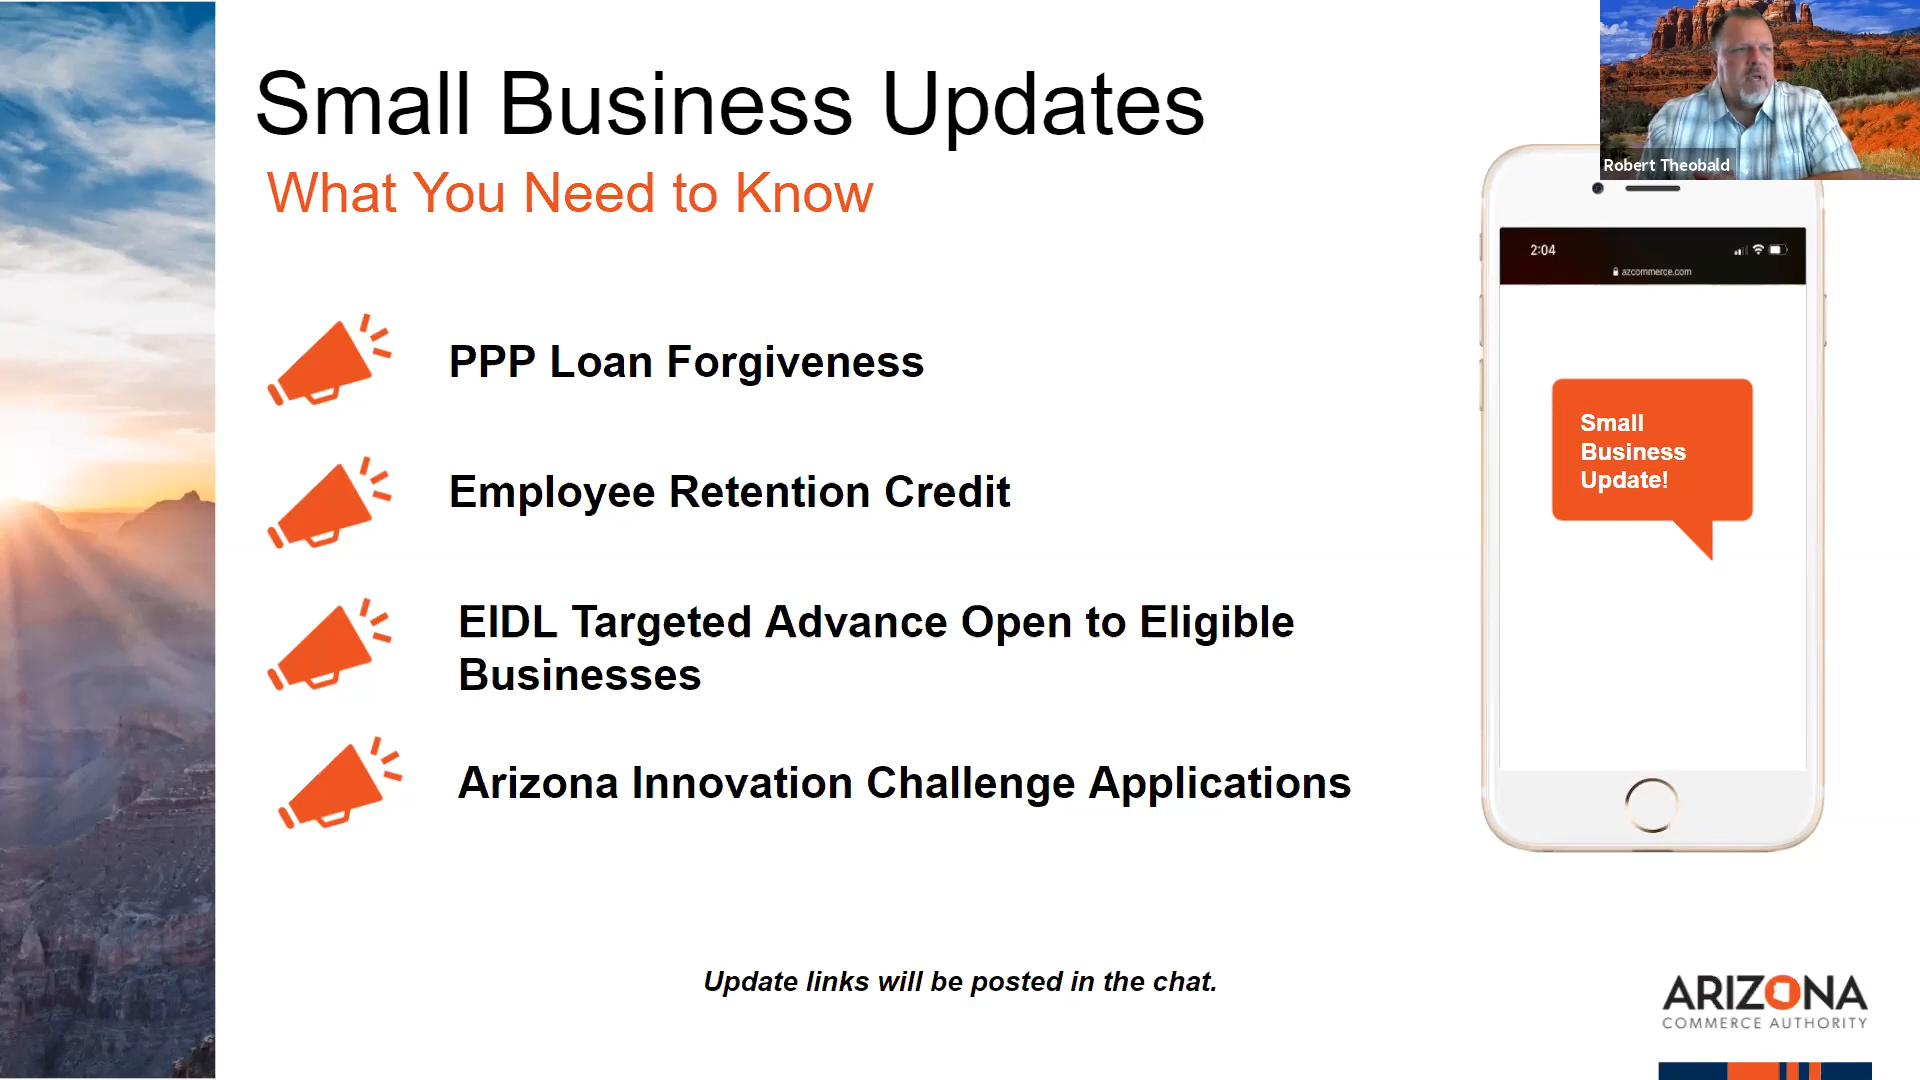 Small Business Updates
What You Need to Know
Robert Theobald
2:04
azcommerce.com
PPP Loan Forgiveness
Small
Business
Update!
Employee Retention Credit
EIDL Targeted Advance Open to Eligible
Businesses
Arizona Innovation Challenge Applications
Update links will be posted in the chat.
ARIZONA
COMMERCE AUTHORITY